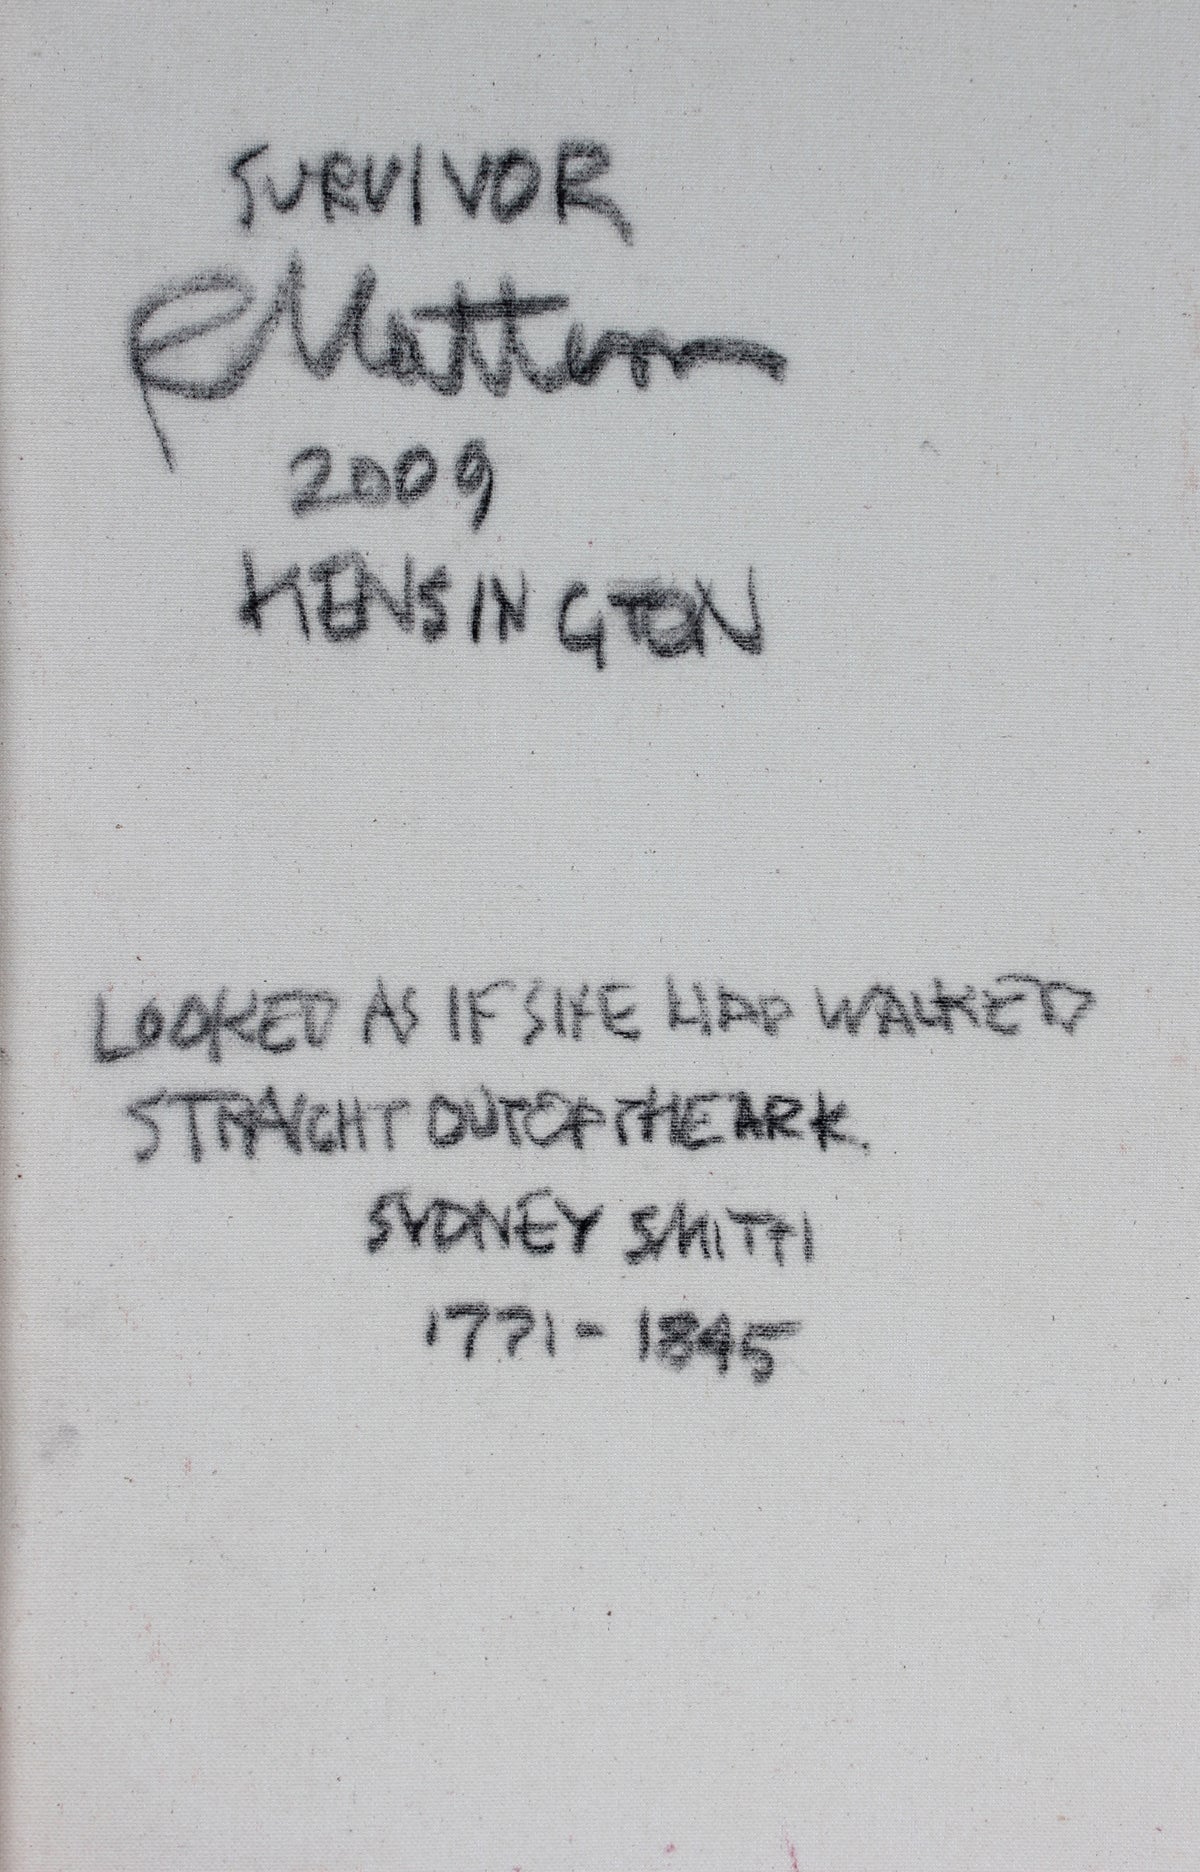 SURVIVOR
2009
KENSINGTON
LOOKED AS IF SHE HAD WALKED
STRAIGHT OUT OF THE ARK.
SYDNEY SMITH
1771-1845